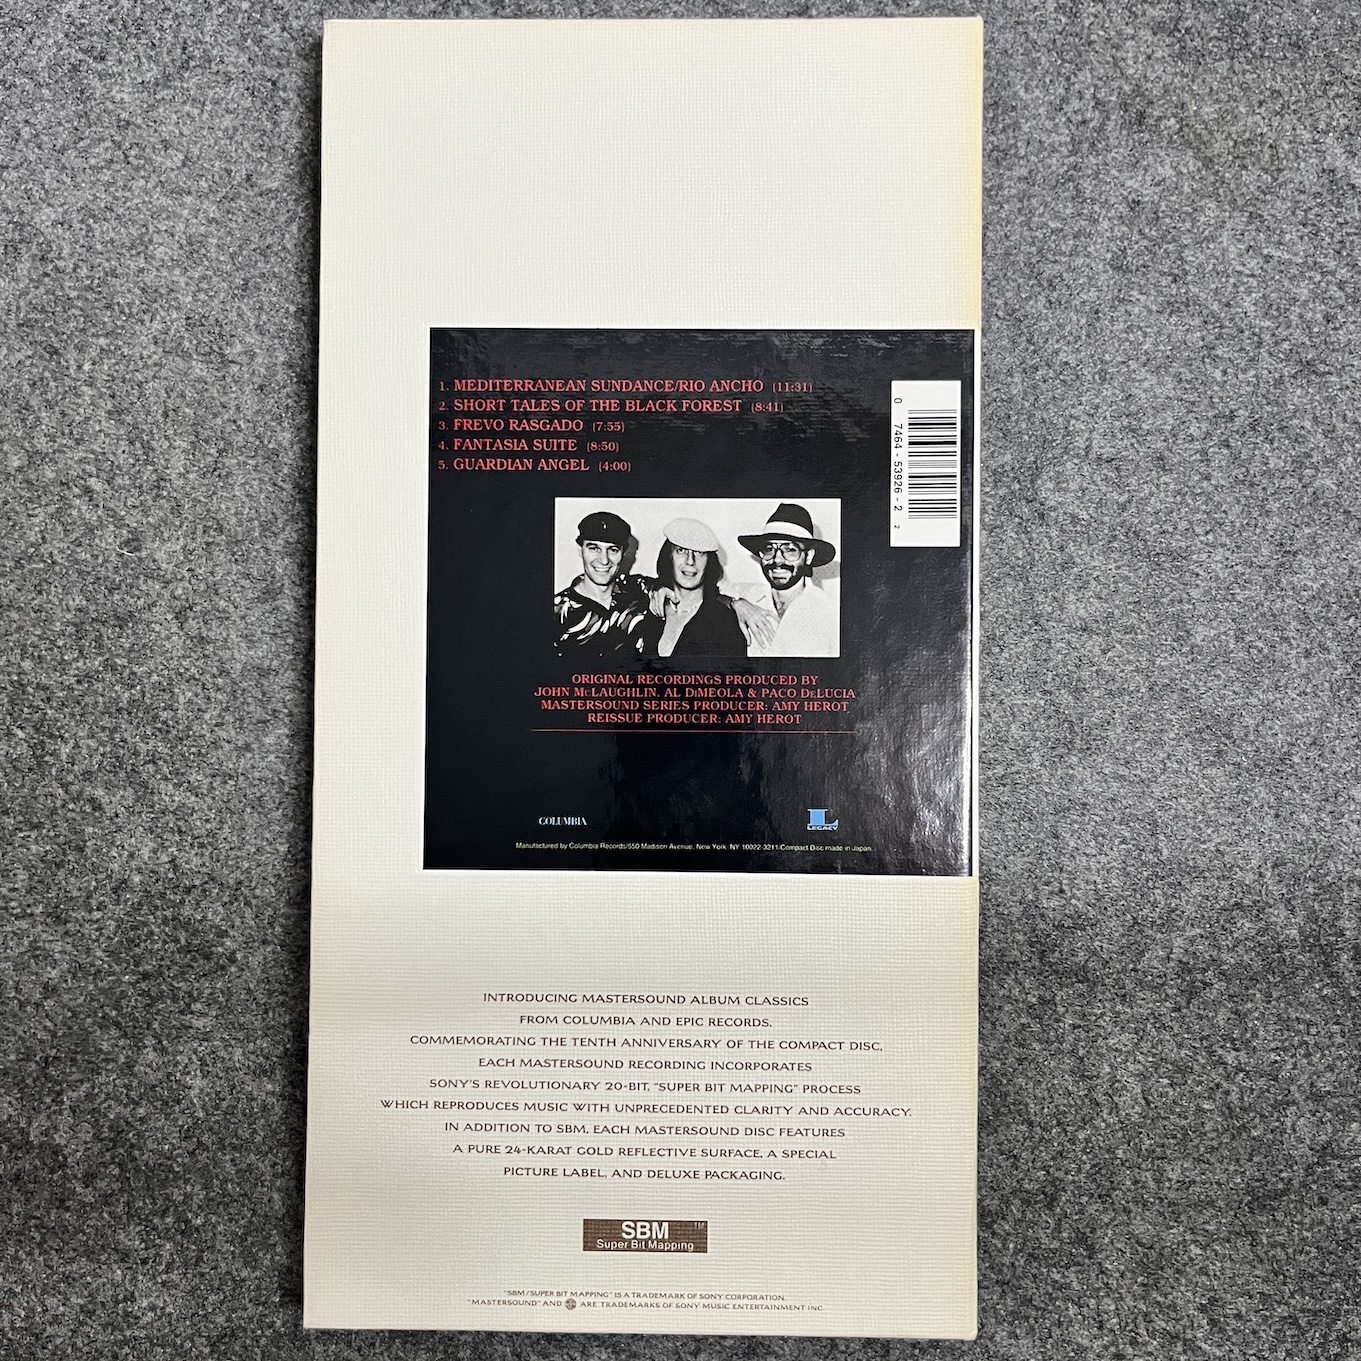 1. MEDITERRANEAN SUNDANCE/RIO ANCHO (11:31)
2. SHORT TALES OF THE BLACK FOREST (8:41)
3. FREVO RASGADO (7:55)
4. FANTASIA SUITE (8:50)
5. GUARDIAN ANGEL (4:00)
0 7464-53926-2 2
ORIGINAL RECORDINGS PRODUCED BY
JOHN McLAUGHLIN, AL DiMEOLA & PACO DeLUCIA
MASTERSOUND SERIES PRODUCER: AMY HEROT
REISSUE PRODUCER: AMY HEROT
COLUMBIA
L
LEGACY
Manufactured by Columbia Records/550 Madison Avenue, New York, NY 10022-3211/Compact Disc made in Japan.
INTRODUCING MASTERSOUND ALBUM CLASSICS
FROM COLUMBIA AND EPIC RECORDS.
COMMEMORATING THE TENTH ANNIVERSARY OF THE COMPACT DISC,
EACH MASTERSOUND RECORDING INCORPORATES
SONY'S REVOLUTIONARY 20-BIT, "SUPER BIT MAPPING" PROCESS
WHICH REPRODUCES MUSIC WITH UNPRECEDENTED CLARITY AND ACCURACY.
IN ADDITION TO SBM, EACH MASTERSOUND DISC FEATURES
A PURE 24-KARAT GOLD REFLECTIVE SURFACE, A SPECIAL
PICTURE LABEL, AND DELUXE PACKAGING.
SBM TM
Super Bit Mapping
"SBM/SUPER BIT MAPPING" IS A TRADEMARK OF SONY CORPORATION.
"MASTERSOUND" AND ARE TRADEMARKS OF SONY MUSIC ENTERTAINMENT INC.